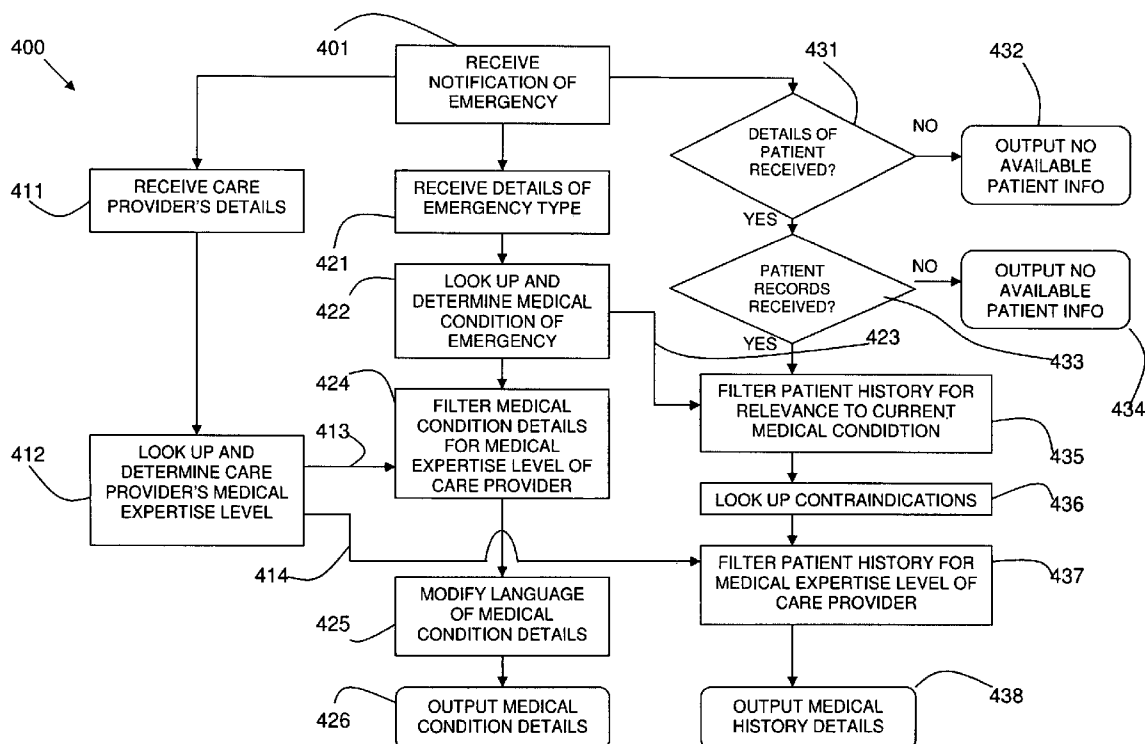 400
401
RECEIVE
NOTIFICATION OF
EMERGENCY
431
DETAILS OF
PATIENT
RECEIVED?
NO
YES
432
OUTPUT NO
AVAILABLE
PATIENT INFO
411
RECEIVE CARE
PROVIDER'S DETAILS
RECEIVE DETAILS OF
EMERGENCY TYPE
421
422
LOOK UP AND
DETERMINE MEDICAL
CONDITION OF
EMERGENCY
423
PATIENT
RECORDS
RECEIVED?
NO
YES
433
OUTPUT NO
AVAILABLE
PATIENT INFO
434
424
FILTER MEDICAL
CONDITION DETAILS
FOR MEDICAL
EXPERTISE LEVEL OF
CARE PROVIDER
FILTER PATIENT HISTORY FOR
RELEVANCE TO CURRENT
MEDICAL CONDIDTION
435
412
LOOK UP AND
DETERMINE CARE
PROVIDER'S MEDICAL
EXPERTISE LEVEL
413
414
LOOK UP CONTRAINDICATIONS
436
FILTER PATIENT HISTORY FOR
MEDICAL EXPERTISE LEVEL OF
CARE PROVIDER
437
425
MODIFY LANGUAGE
OF MEDICAL
CONDITION DETAILS
426
OUTPUT MEDICAL
CONDITION DETAILS
OUTPUT MEDICAL
HISTORY DETAILS
438